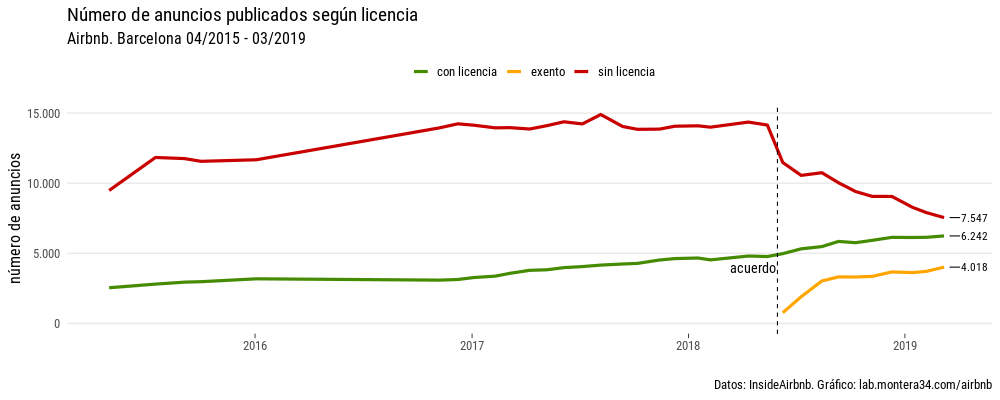 Número de anuncios publicados según licencia
Airbnb. Barcelona 04/2015 - 03/2019
con licencia exento sin licencia
número de anuncios
15.000
10.000
5.000
0
acuerdo
7.547
6.242
4.018
2016 2017 2018 2019
Datos: InsideAirbnb. Gráfico: lab.montera34.com/airbnb